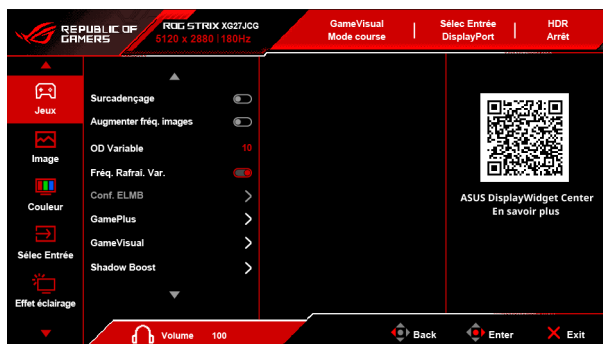 REPUBLIC OF
GAMERS
ROG STRIX XG27JCG
5120 x 2880 | 180Hz
GameVisual
Mode course
Sélec Entrée
DisplayPort
HDR
Arrêt
Jeux
Image
Couleur
Sélec Entrée
Effet éclairage
Surcadençage
Augmenter fréq. images
OD Variable 10
Fréq. Rafraî. Var.
Conf. ELMB
GamePlus
GameVisual
Shadow Boost
ASUS DisplayWidget Center
En savoir plus
Volume 100
Back
Enter
Exit